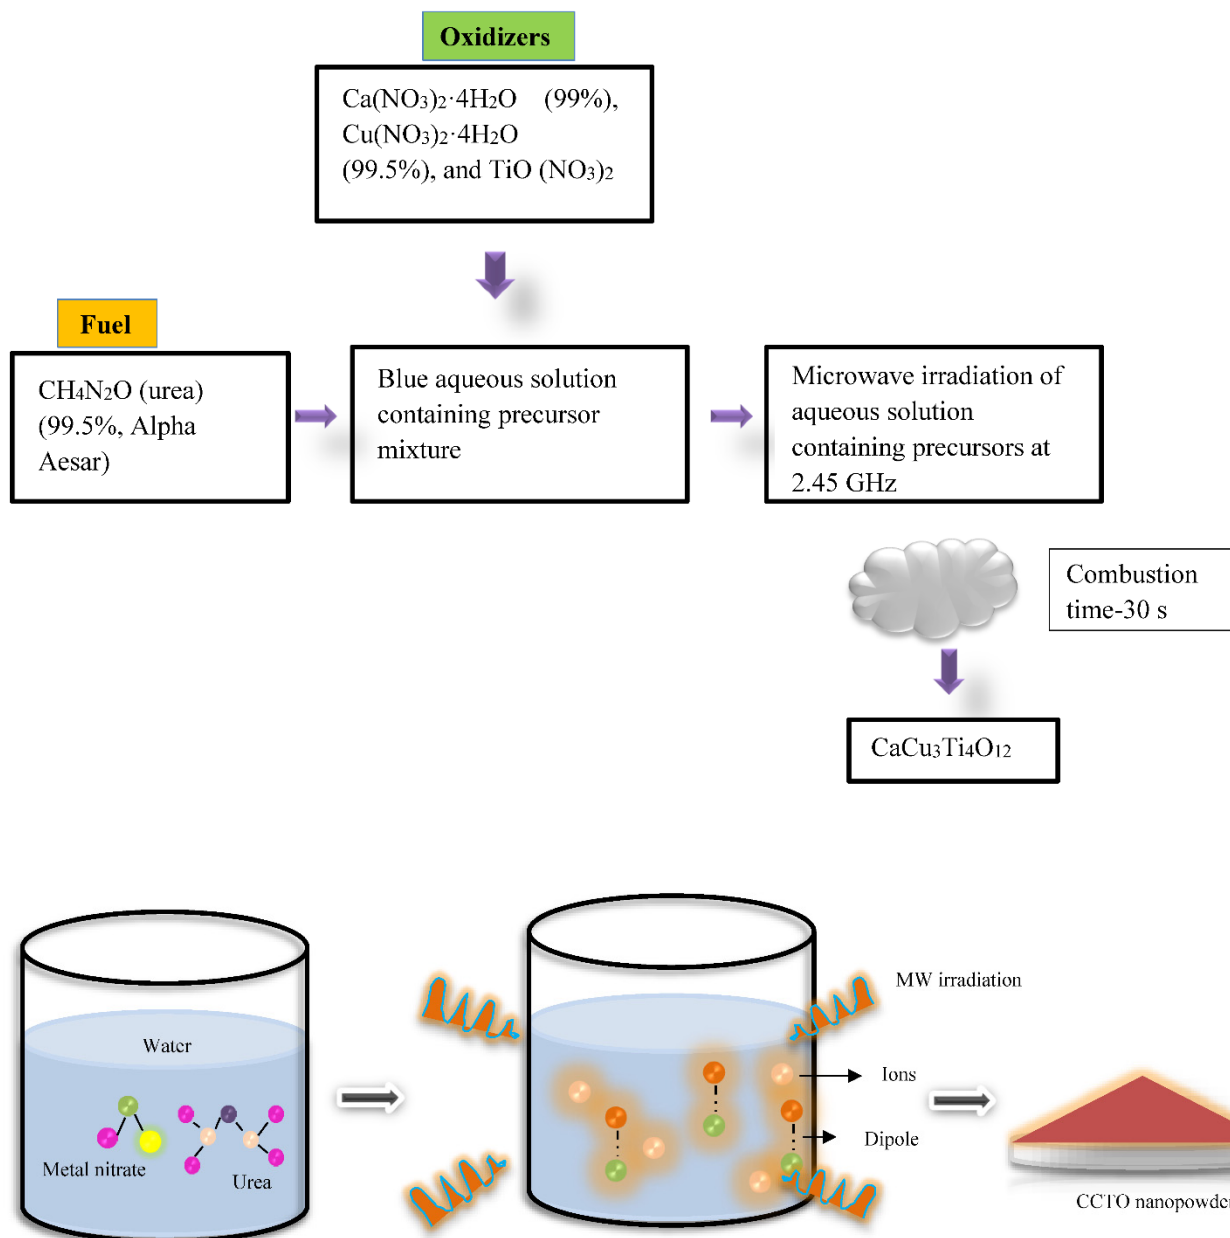 Oxidizers
Ca(NO₃)₂·4H₂O (99%),
Cu(NO₃)₂·4H₂O
(99.5%), and TiO (NO₃)₂
Fuel
CH₄N₂O (urea)
(99.5%, Alpha
Aesar)
Blue aqueous solution
containing precursor
mixture
Microwave irradiation of
aqueous solution
containing precursors at
2.45 GHz
Combustion
time-30 s
CaCu₃Ti₄O₁₂
Water
Metal nitrate
Urea
MW irradiation
Ions
Dipole
CCTO nanopowder